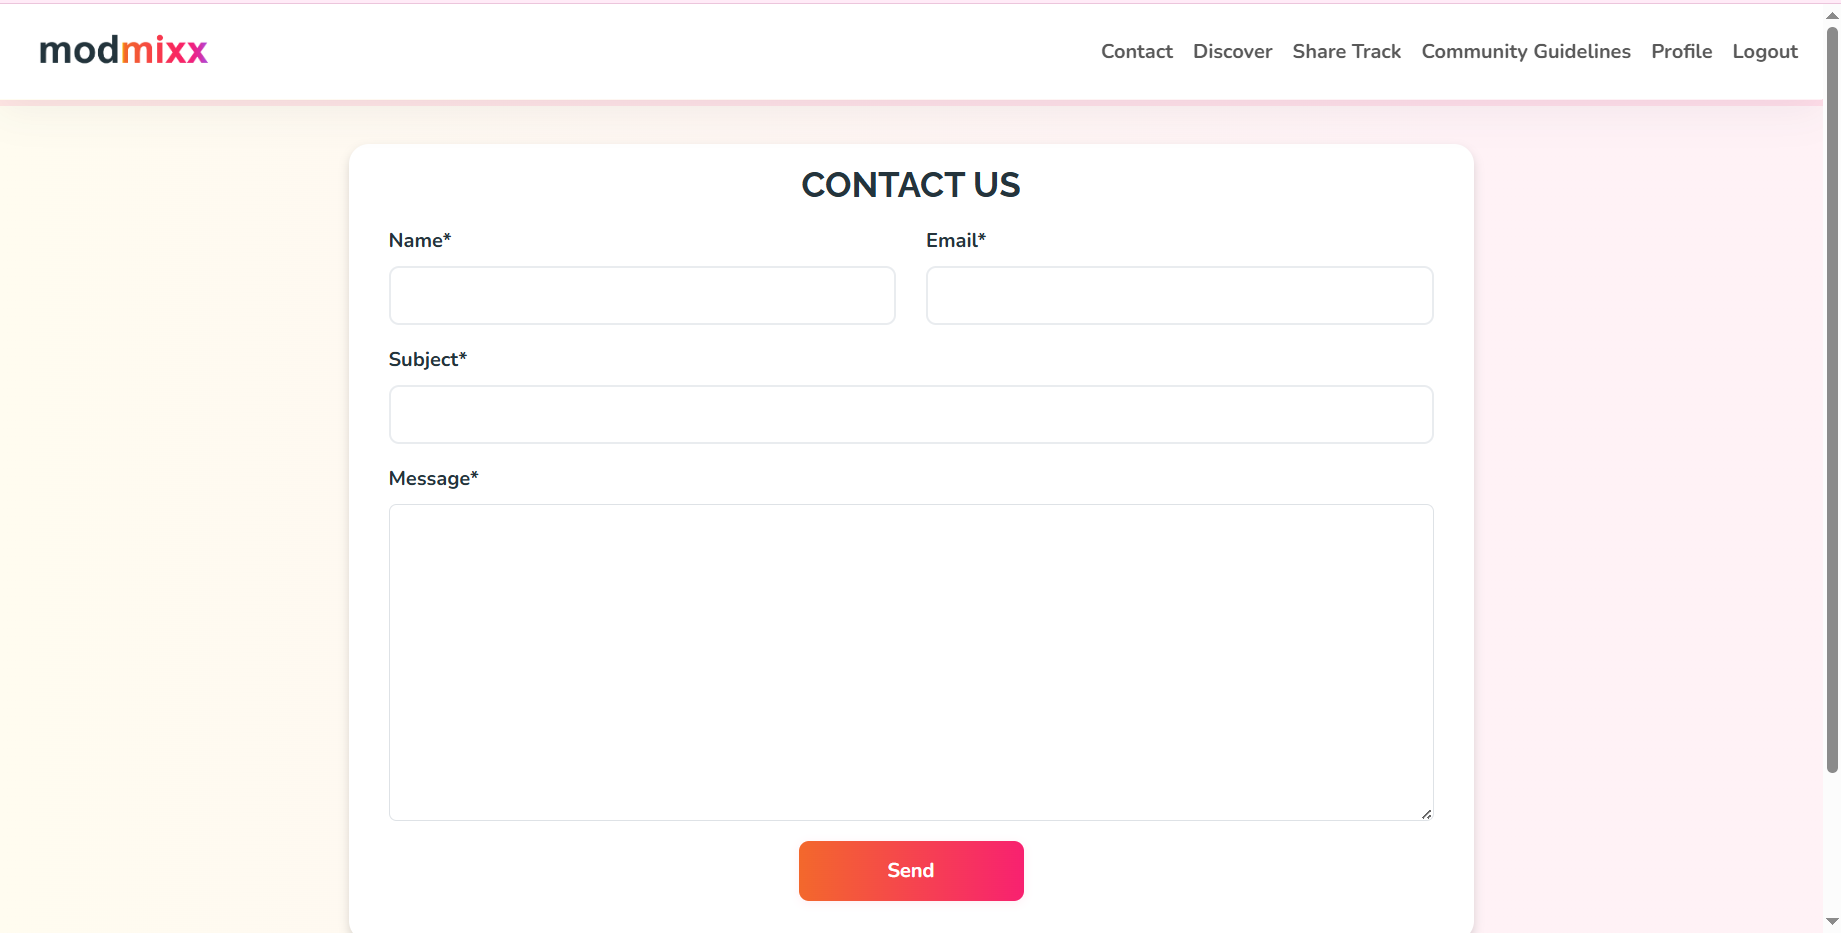 modmixx
Contact Discover Share Track Community Guidelines Profile Logout
CONTACT US
Name* Email*
Subject*
Message*
Send